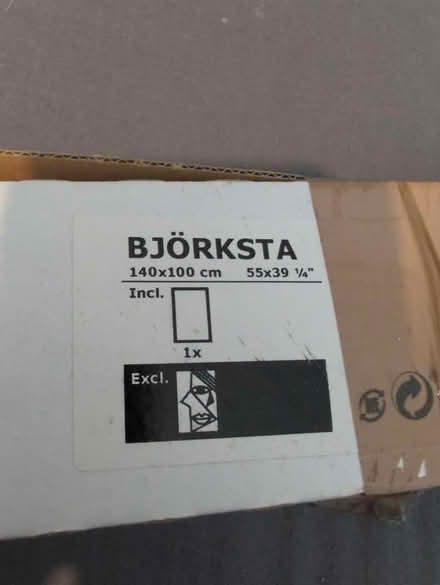 BJÖRKSTA
140x100 cm 55x39 ¼"
Incl.
1x
Excl.